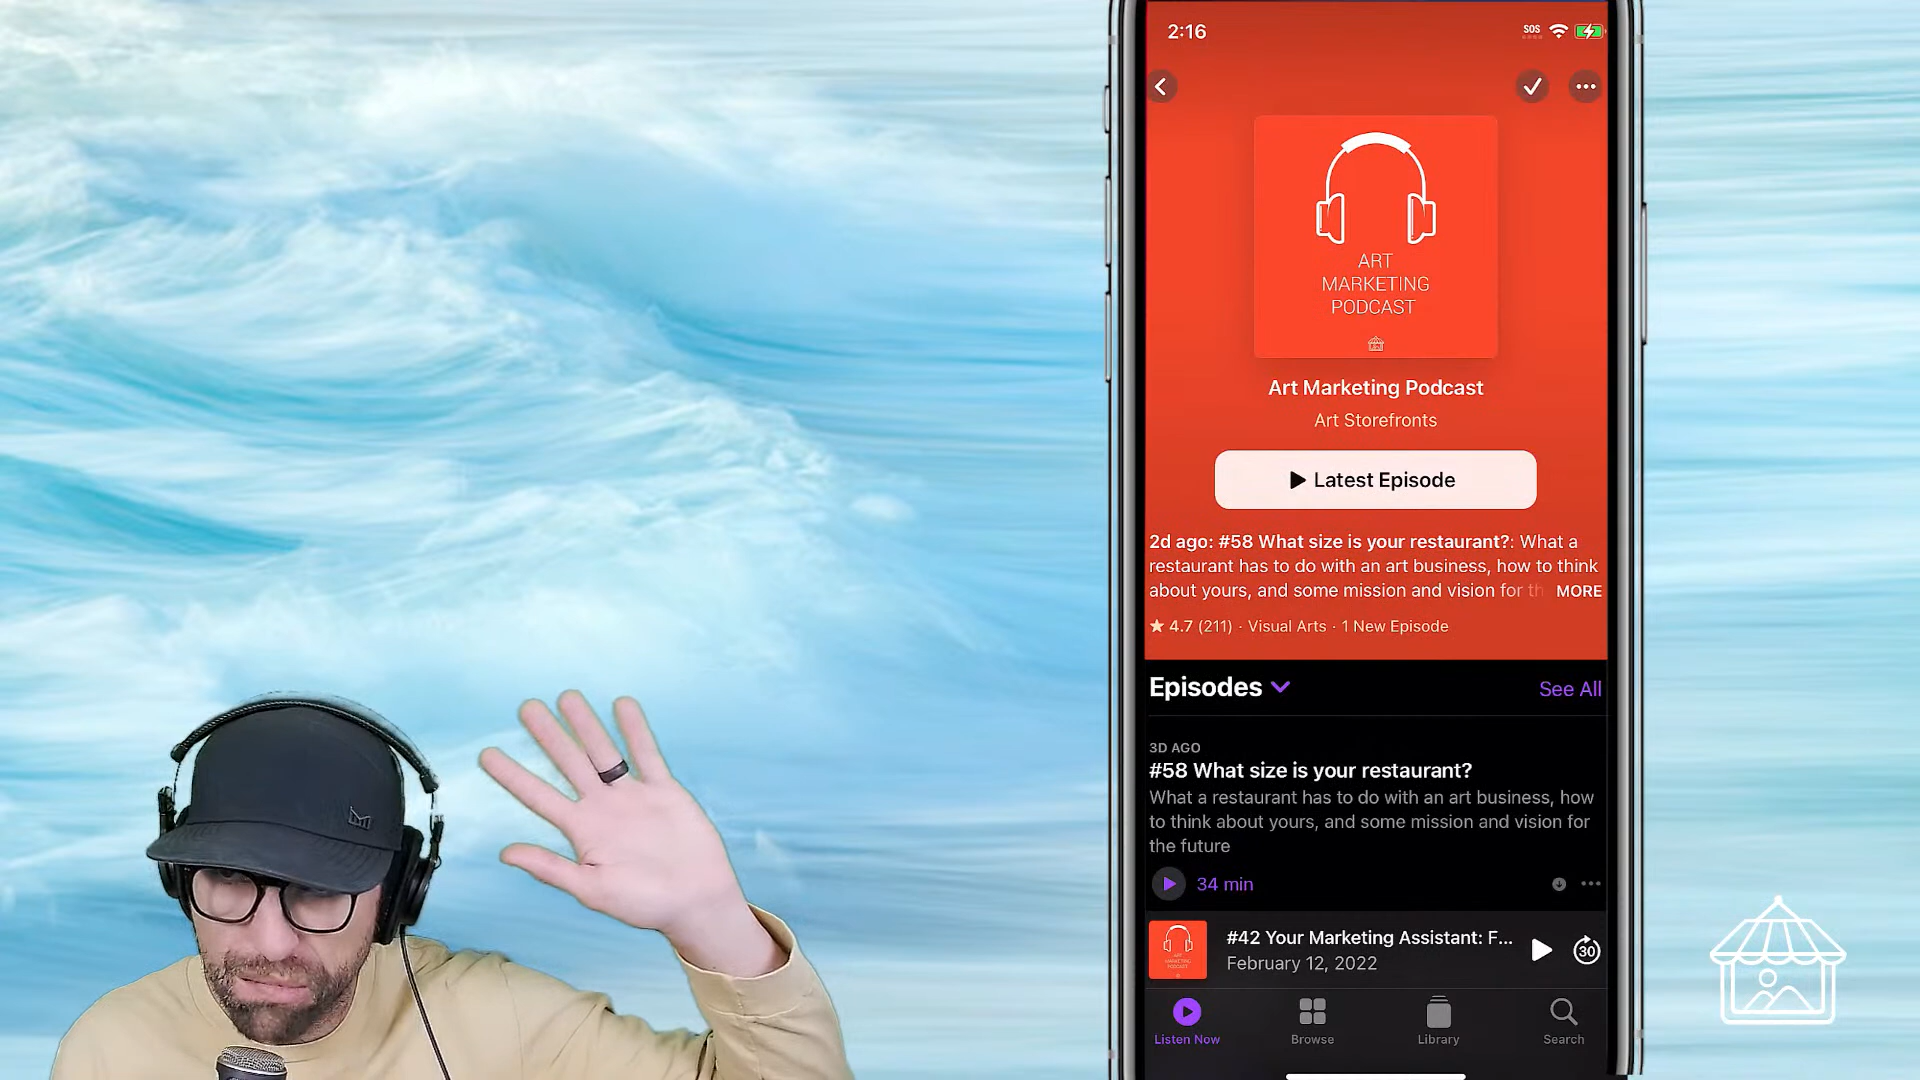 2:16
SOS
ART
MARKETING
PODCAST
Art Marketing Podcast
Art Storefronts
Latest Episode
2d ago: #58 What size is your restaurant?: What a
restaurant has to do with an art business, how to think
about yours, and some mission and vision for th MORE
★ 4.7 (211) · Visual Arts · 1 New Episode
Episodes
See All
3D AGO
#58 What size is your restaurant?
What a restaurant has to do with an art business, how
to think about yours, and some mission and vision for
the future
34 min
#42 Your Marketing Assistant: F...
February 12, 2022
30
Listen Now
Browse
Library
Search